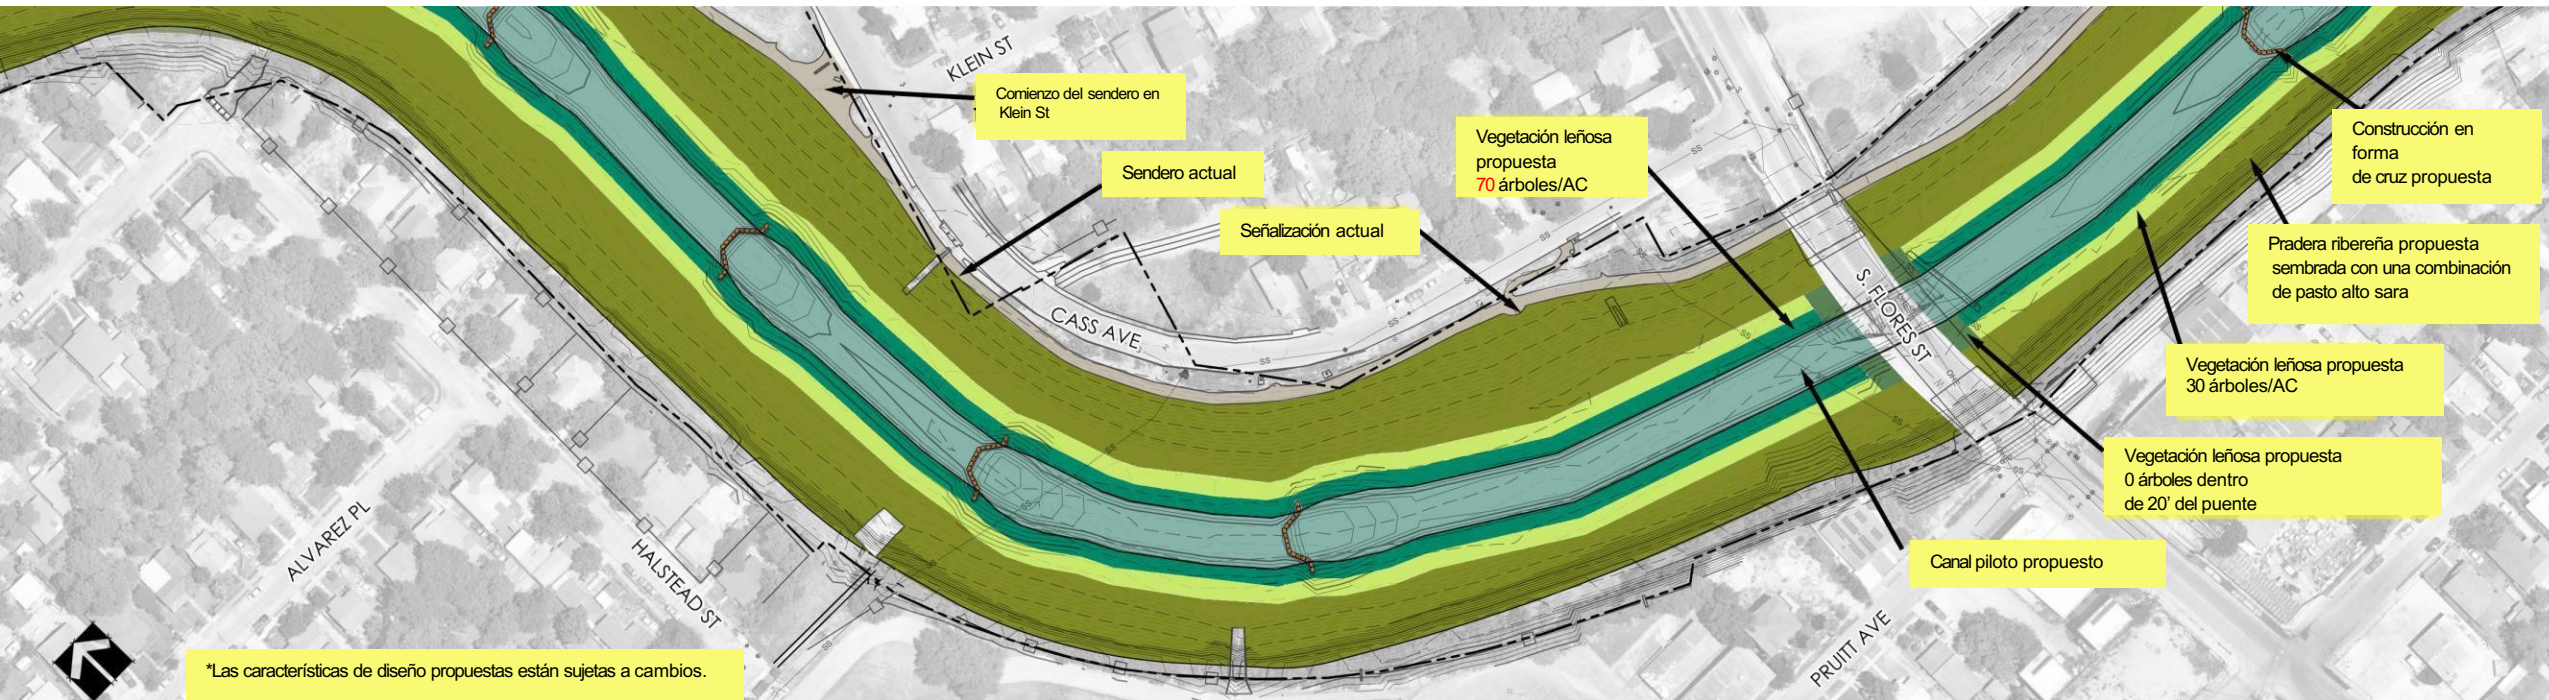 KLEIN ST
Comienzo del sendero en
Klein St
Sendero actual
Señalización actual
Vegetación leñosa
propuesta
70 árboles/AC
Construcción en
forma
de cruz propuesta
Pradera ribereña propuesta
sembrada con una combinación
de pasto alto sara
Vegetación leñosa propuesta
30 árboles/AC
Vegetación leñosa propuesta
0 árboles dentro
de 20' del puente
Canal piloto propuesto
CASS AVE
S. FLORES ST
ALVAREZ PL
HALSTEAD ST
PRUITT AVE
*Las características de diseño propuestas están sujetas a cambios.